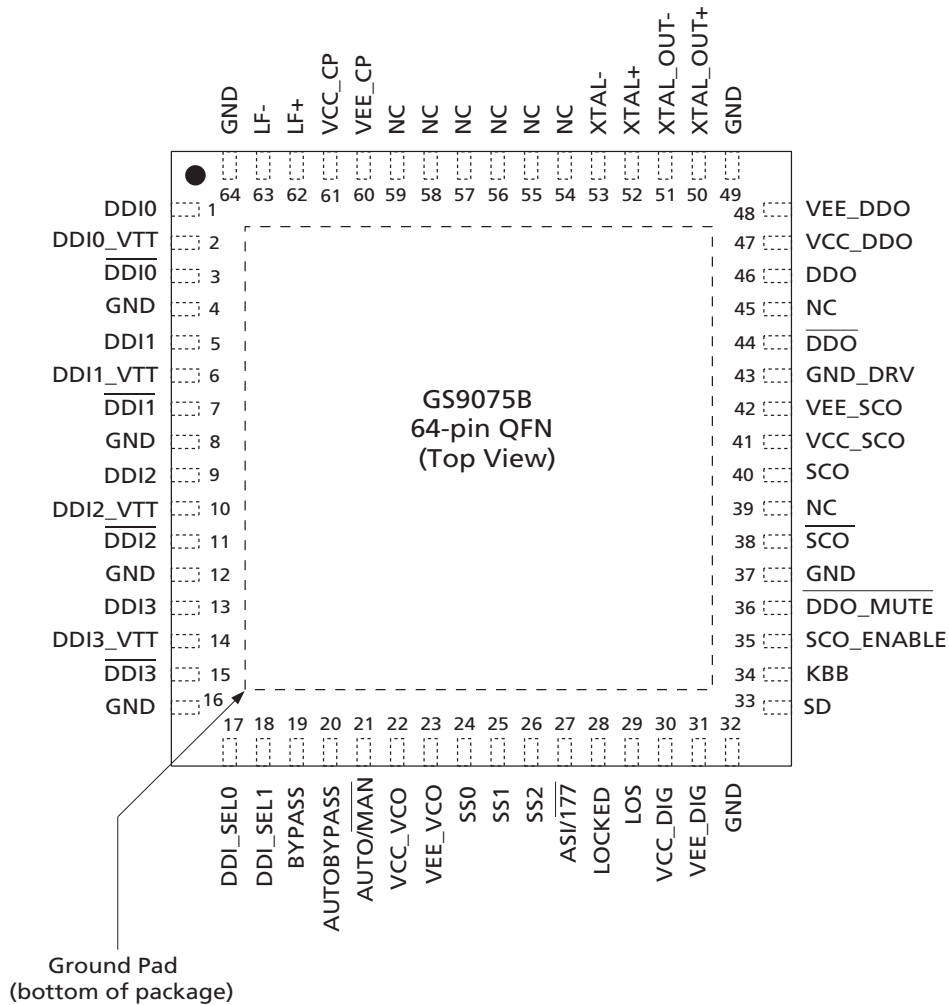 GND
LF-
LF+
VCC_CP
VEE_CP
NC
NC
NC
NC
NC
NC
XTAL-
XTAL+
XTAL_OUT-
XTAL_OUT+
GND
64 63 62 61 60 59 58 57 56 55 54 53 52 51 50 49
DDI0 1
DDI0_VTT 2
DDI0 3
GND 4
DDI1 5
DDI1_VTT 6
DDI1 7
GND 8
DDI2 9
DDI2_VTT 10
DDI2 11
GND 12
DDI3 13
DDI3_VTT 14
DDI3 15
GND 16
GS9075B
64-pin QFN
(Top View)
48 VEE_DDO
47 VCC_DDO
46 DDO
45 NC
44 DDO
43 GND_DRV
42 VEE_SCO
41 VCC_SCO
40 SCO
39 NC
38 SCO
37 GND
36 DDO_MUTE
35 SCO_ENABLE
34 KBB
33 SD
17 18 19 20 21 22 23 24 25 26 27 28 29 30 31 32
DDI_SEL0
DDI_SEL1
BYPASS
AUTOBYPASS
AUTO/MAN
VCC_VCO
VEE_VCO
SS0
SS1
SS2
ASI/177
LOCKED
LOS
VCC_DIG
VEE_DIG
GND
Ground Pad
(bottom of package)